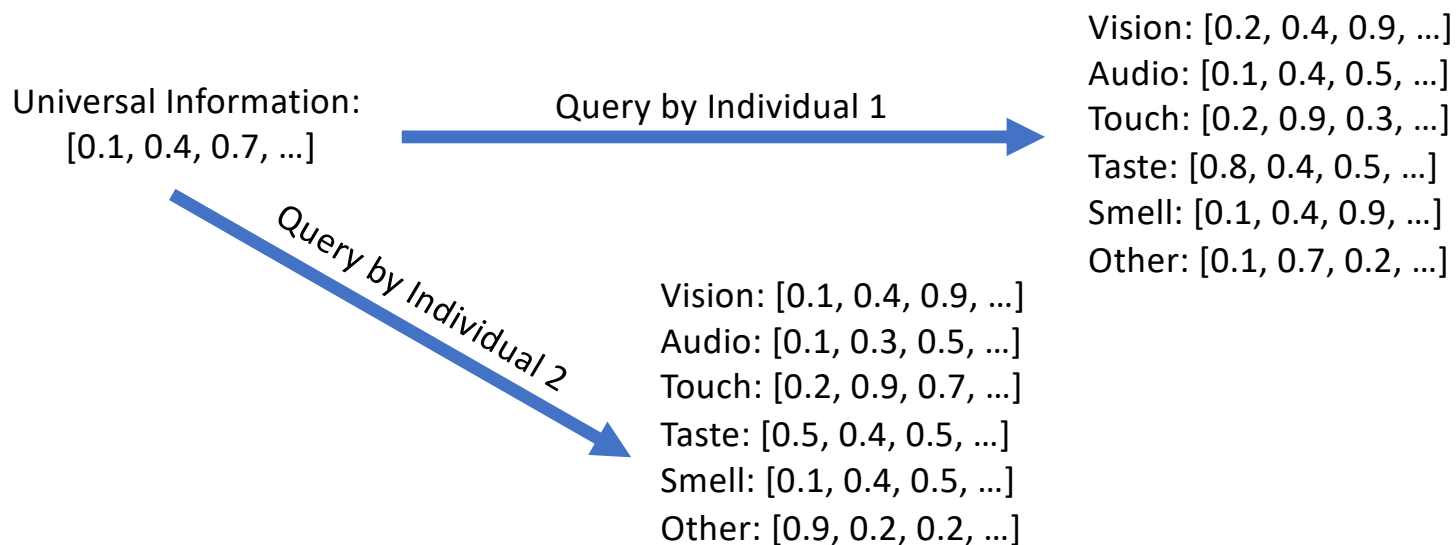 Universal Information:
[0.1, 0.4, 0.7, …]
Query by Individual 1
Vision: [0.2, 0.4, 0.9, …]
Audio: [0.1, 0.4, 0.5, …]
Touch: [0.2, 0.9, 0.3, …]
Taste: [0.8, 0.4, 0.5, …]
Smell: [0.1, 0.4, 0.9, …]
Other: [0.1, 0.7, 0.2, …]
Query by Individual 2
Vision: [0.1, 0.4, 0.9, …]
Audio: [0.1, 0.3, 0.5, …]
Touch: [0.2, 0.9, 0.7, …]
Taste: [0.5, 0.4, 0.5, …]
Smell: [0.1, 0.4, 0.5, …]
Other: [0.9, 0.2, 0.2, …]